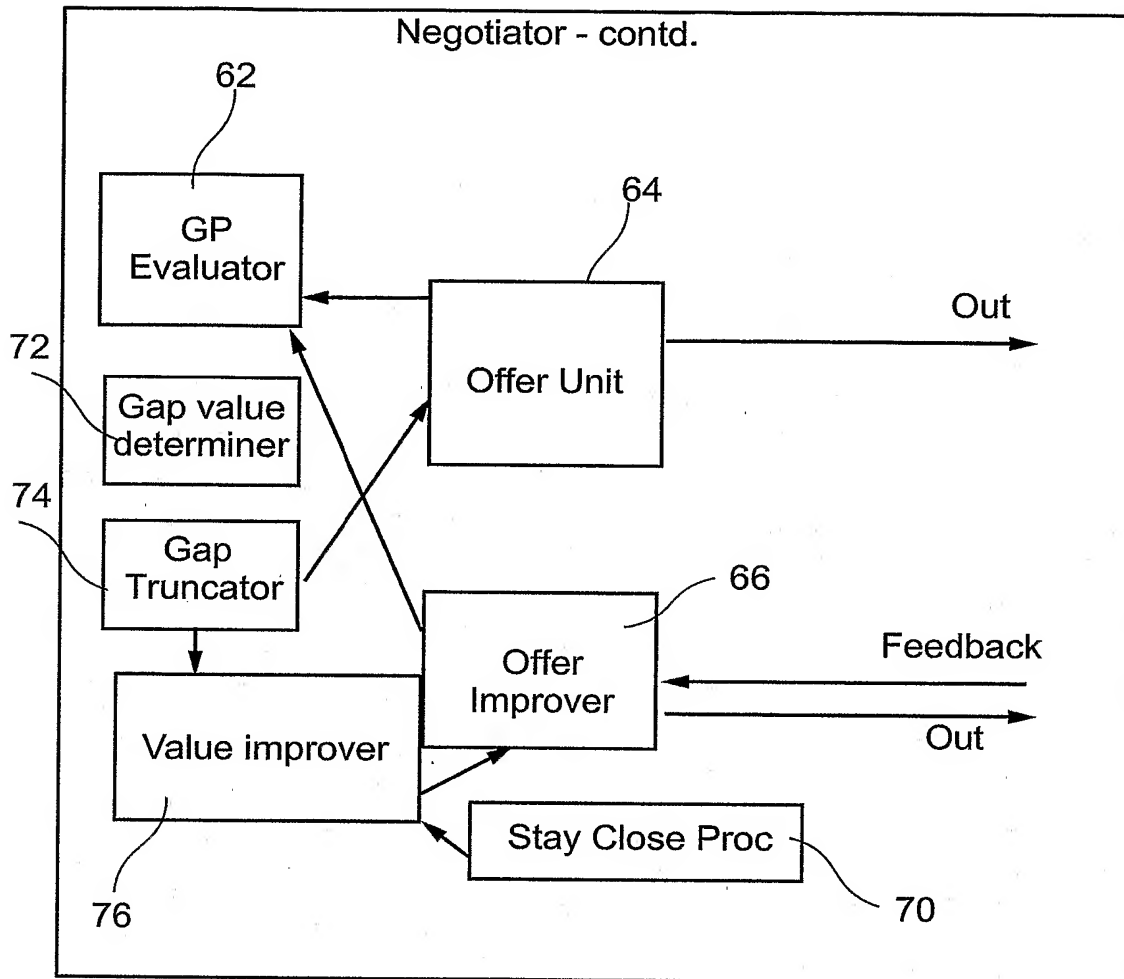 Negotiator - contd.
62
GP
Evaluator
64
Offer Unit
Out
72
Gap value
determiner
74
Gap
Truncator
66
Offer
Improver
Feedback
Out
Value improver
76
Stay Close Proc
70